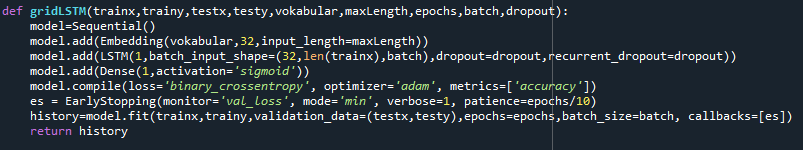 def gridLSTM(trainx,trainy,testx,testy,vokabular,maxLength,epochs,batch,dropout):
    model=Sequential()
    model.add(Embedding(vokabular,32,input_length=maxLength))
    model.add(LSTM(1,batch_input_shape=(32,len(trainx),batch),dropout=dropout,recurrent_dropout=dropout))
    model.add(Dense(1,activation='sigmoid'))
    model.compile(loss='binary_crossentropy', optimizer='adam', metrics=['accuracy'])
    es = EarlyStopping(monitor='val_loss', mode='min', verbose=1, patience=epochs/10)
    history=model.fit(trainx,trainy,validation_data=(testx,testy),epochs=epochs,batch_size=batch, callbacks=[es])
    return history